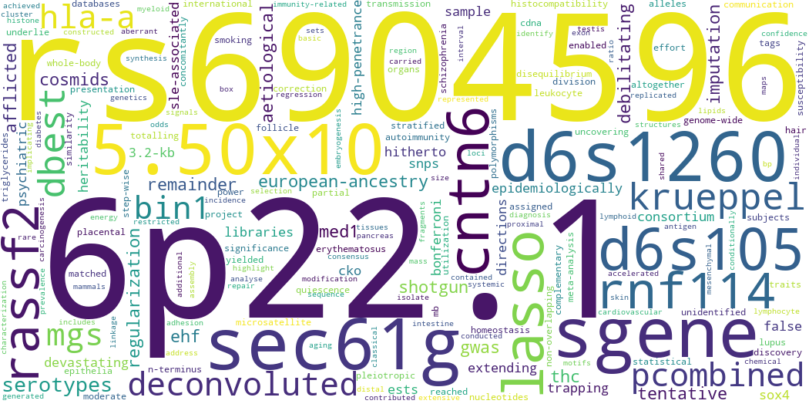 rs6904596
6p22.1
5.50x10
d6s1260
d6s105
sec61g
sgene
lasso
cntn6
rassf2
rnf114
krueppel
deconvoluted
pcombined
dbest
hla-a
bin1
mgs
serotypes
ehf
cko
ests
med1
gwas
thc
shotgun
libraries
regularization
european-ancestry
epidemiologically
remainder
heritability
cosmids
afflicted
psychiatric
3.2-kb
sle-associated
aetiological
high-penetrance
imputation
debilitating
hitherto
snps
directions
bonferroni
utilization
consortium
extending
trapping
tentative
false
sox4
unidentified
devastating
epithelia
moderate
n-terminus
microsatellite
quiescence
erythematosus
significance
yielded
highlight
analyse
repair
sequence
modification
consensus
tissues
partial
selection
power
incidence
project
restricted
step-wise
size
follicle
stratified
autoimmunity
embryogenesis
odds
totalling
similarity
diabetes
triglycerides
implicating
presentation
genetics
synthesis
aberrant
whole-body
databases
underlie
histone
cluster
achieved
myeloid
constructed
concomitantly
smoking
box
signals
regression
correction
basic
sets
international
immunity-related
transmission
region
carried
organs
sample
interval
schizophrenia
histocompatibility
cdna
identify
exon
testis
enabled
division
disequilibrium
leukocyte
represented
alleles
region
effort
ratio
tags
altogether
replicated
lipids
maps
genome-wide
communication
confidence
susceptibility
places
uncovering
structures
hair
individual
bp
shared
loci
polymorphisms
assigned
diagnosis
proximal
lymphoid
antigen
subjects
conditionally
traits
accelerated
mesenchymal
skin
cardiovascular
lymphocyte
lupus
discovery
chemical
statistical
motifs
nucleotides
non-overlapping
complementary
meta-analysis
homeostasis
conducted
systemic
contained
fragments
mass
mb
isolate
intestine
classical
pleiotropic
distal
contributed
extensive
reached
aging
address
adhesion
linkage
includes
generated
characterization
prevalence
rare
carcinogenesis
energy
placental
matched
mammals
additional
assembly